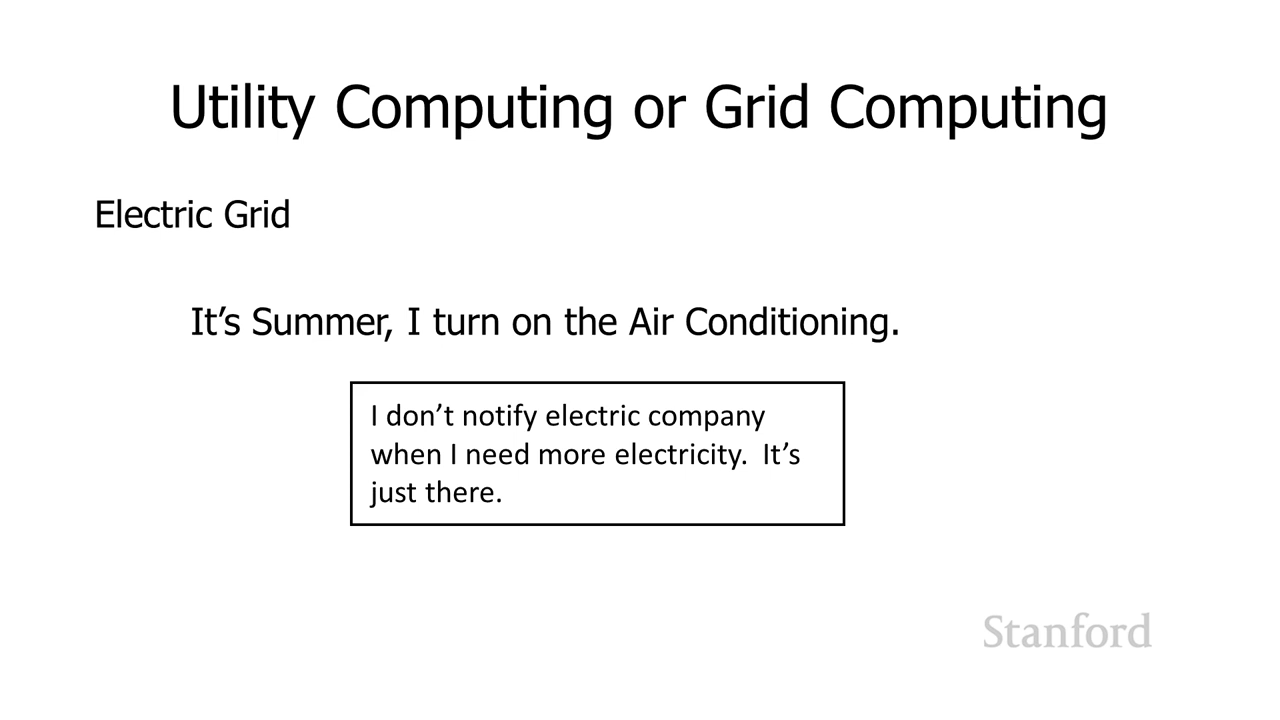 Utility Computing or Grid Computing
Electric Grid
It’s Summer, I turn on the Air Conditioning.
I don’t notify electric company
when I need more electricity.  It’s
just there.
Stanford